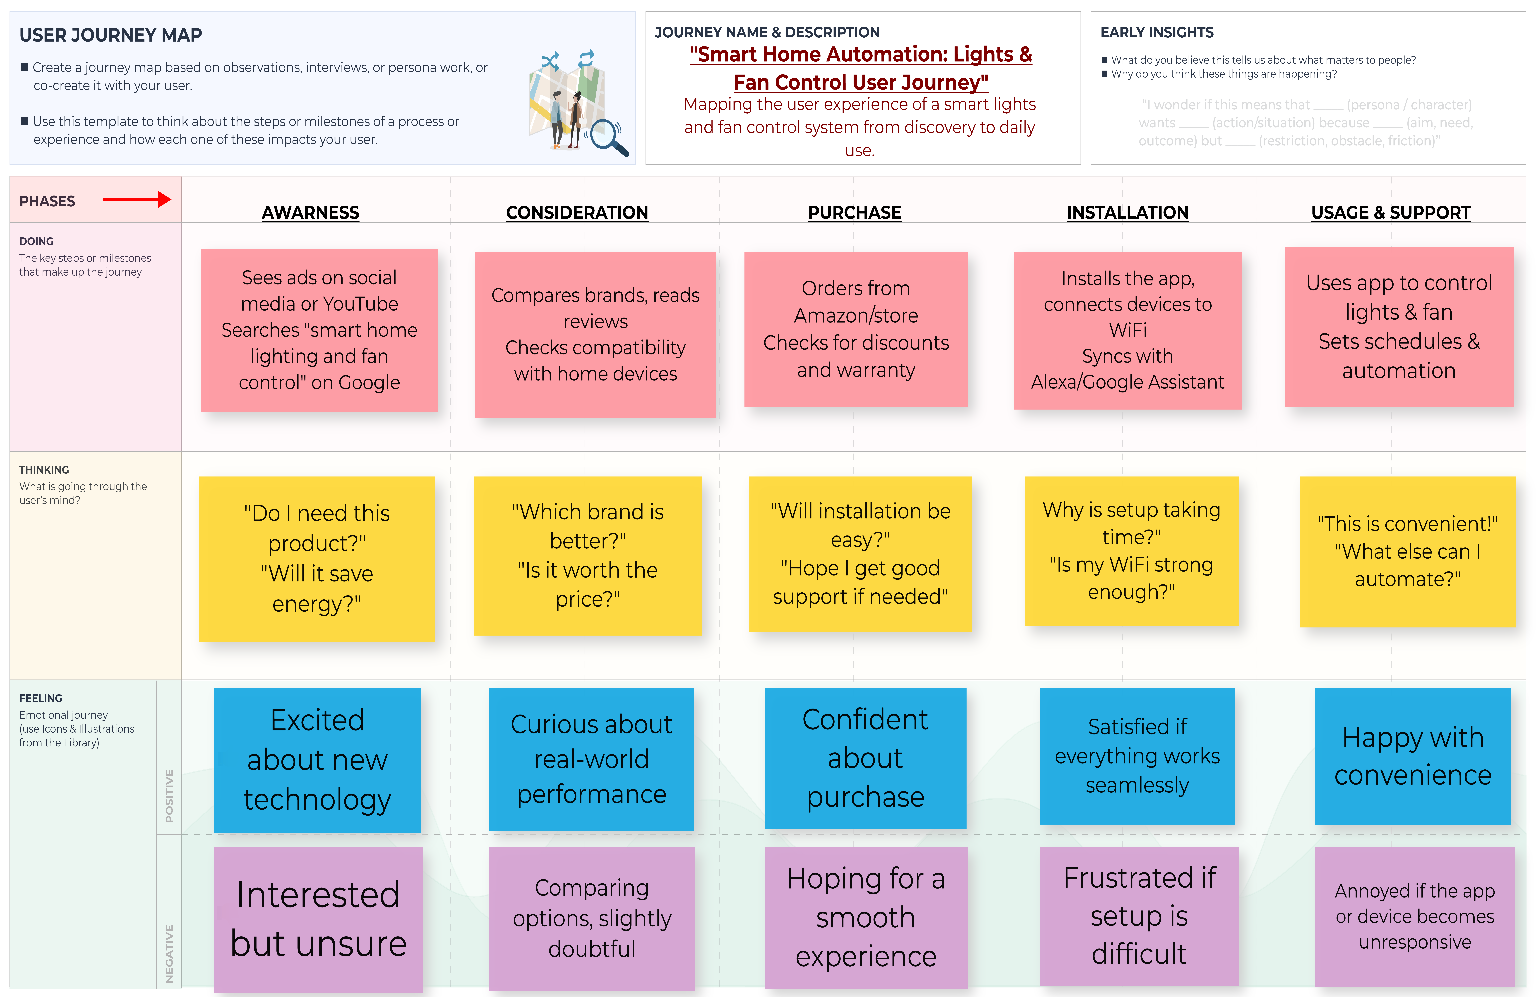 USER JOURNEY MAP
■ Create a journey map based on observations, interviews, or persona work, or
co-create it with your user.
■ Use this template to think about the steps or milestones of a process or
experience and how each one of these impacts your user.
JOURNEY NAME & DESCRIPTION
"Smart Home Automation: Lights &
Fan Control User Journey"
Mapping the user experience of a smart lights
and fan control system from discovery to daily
use.
EARLY INSIGHTS
■ What do you believe this tells us about what matters to people?
■ Why do you think these things are happening?
"I wonder if this means that _____ (persona / character)
wants _____ (action/situation) because _____ (aim, need,
outcome) but _____ (restriction, obstacle, friction)"
PHASES
AWARNESS
CONSIDERATION
PURCHASE
INSTALLATION
USAGE & SUPPORT
DOING
The key steps or milestones
that make up the journey
Sees ads on social
media or YouTube
Searches "smart home
lighting and fan
control" on Google
Compares brands, reads
reviews
Checks compatibility
with home devices
Orders from
Amazon/store
Checks for discounts
and warranty
Installs the app,
connects devices to
WiFi
Syncs with
Alexa/Google Assistant
Uses app to control
lights & fan
Sets schedules &
automation
THINKING
What is going through the
user's mind?
"Do I need this
product?"
"Will it save
energy?"
"Which brand is
better?"
"Is it worth the
price?"
"Will installation be
easy?"
"Hope I get good
support if needed"
Why is setup taking
time?"
"Is my WiFi strong
enough?"
"This is convenient!"
"What else can I
automate?"
FEELING
Emotional journey
(use Icons & Illustrations
from the Library)
POSITIVE
Excited
about new
technology
Curious about
real-world
performance
Confident
about
purchase
Satisfied if
everything works
seamlessly
Happy with
convenience
NEGATIVE
Interested
but unsure
Comparing
options, slightly
doubtful
Hoping for a
smooth
experience
Frustrated if
setup is
difficult
Annoyed if the app
or device becomes
unresponsive